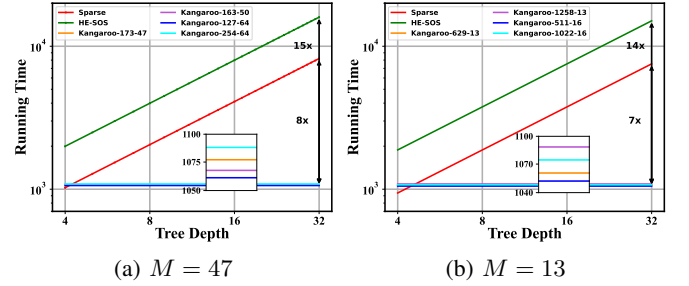 Sparse
HE-SOS
Kangaroo-173-47
Kangaroo-163-50
Kangaroo-127-64
Kangaroo-254-64
10^4
10^3
Running Time
15x
8x
1100
1075
1050
4 8 16 32
Tree Depth
(a) M = 47
Sparse
HE-SOS
Kangaroo-629-13
Kangaroo-1258-13
Kangaroo-511-16
Kangaroo-1022-16
10^4
10^3
Running Time
14x
7x
1100
1070
1040
4 8 16 32
Tree Depth
(b) M = 13